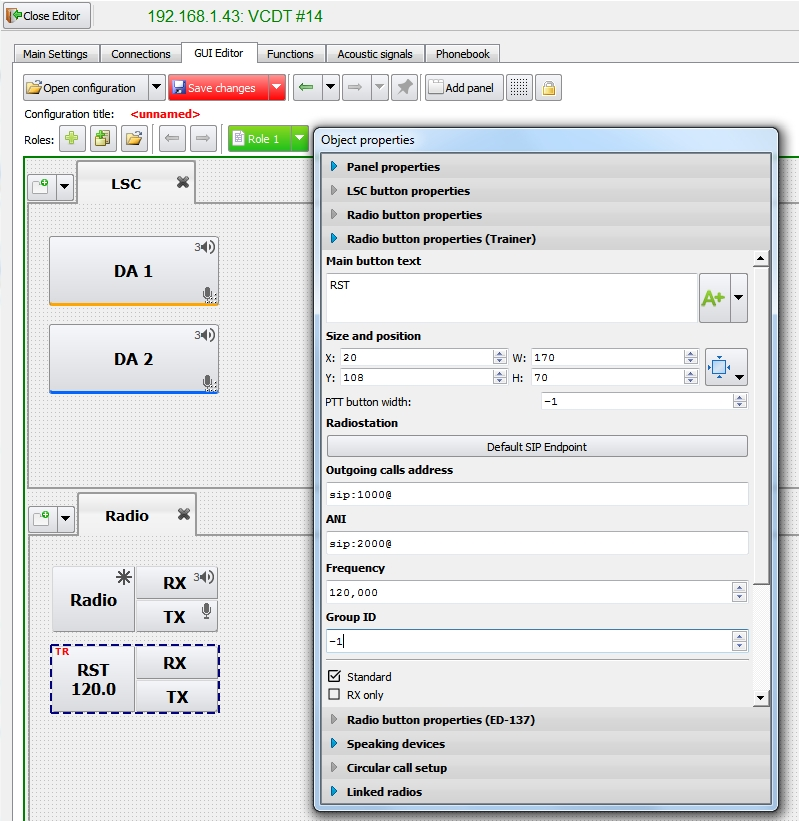 Close Editor
192.168.1.43: VCDT #14
Main Settings
Connections
GUI Editor
Functions
Acoustic signals
Phonebook
Open configuration
Save changes
Add panel
Configuration title:
<unnamed>
Roles:
Role 1
LSC
DA 1
3
DA 2
3
Radio
Radio
RX
3
TX
TR
RST
120.0
RX
TX
Object properties
Panel properties
LSC button properties
Radio button properties
Radio button properties (Trainer)
Main button text
RST
A+
Size and position
X: 20
W: 170
Y: 108
H: 70
PTT button width:
-1
Radiostation
Default SIP Endpoint
Outgoing calls address
sip:1000@
ANI
sip:2000@
Frequency
120,000
Group ID
-1
Standard
RX only
Radio button properties (ED-137)
Speaking devices
Circular call setup
Linked radios